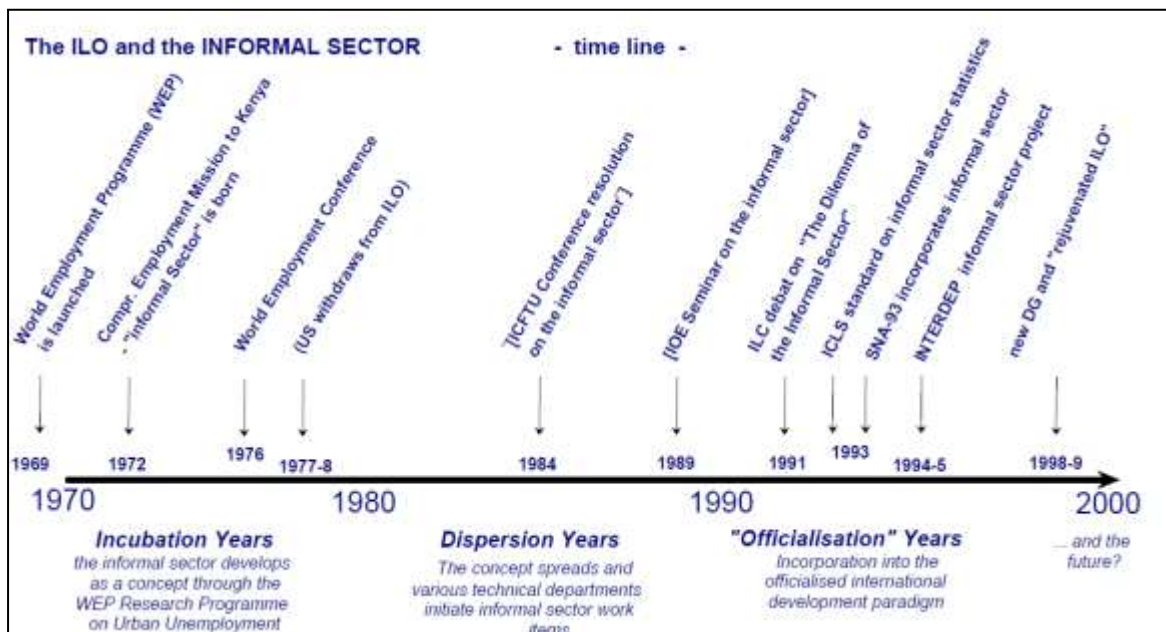 The ILO and the INFORMAL SECTOR - time line -
World Employment Programme (WEP)
is launched
Compr. Employment Mission to Kenya
- "informal Sector" is born
World Employment Conference
(US withdraws from ILO)
"[ICFTU Conference resolution
on the informal sector"]
[IOE Seminar on the informal sector]
ILC debat on "The Dilemma of
the Informal Sector"
ICLS standard on informal sector statistics
SNA-93 incorporates informal sector
INTERDEP informal sector project
new DG and "rejuvenated ILO"
1969 1972 1976 1977-8 1984 1989 1991 1993 1994-5 1998-9
1970 1980 1990 2000
Incubation Years
the informal sector develops
as a concept through the
WEP Research Programme
on Urban Unemployment
Dispersion Years
The concept spreads and
various technical departments
initiate informal sector work
items
"Officialisation" Years
Incorporation into the
officialised international
development paradigm
... and the
future?